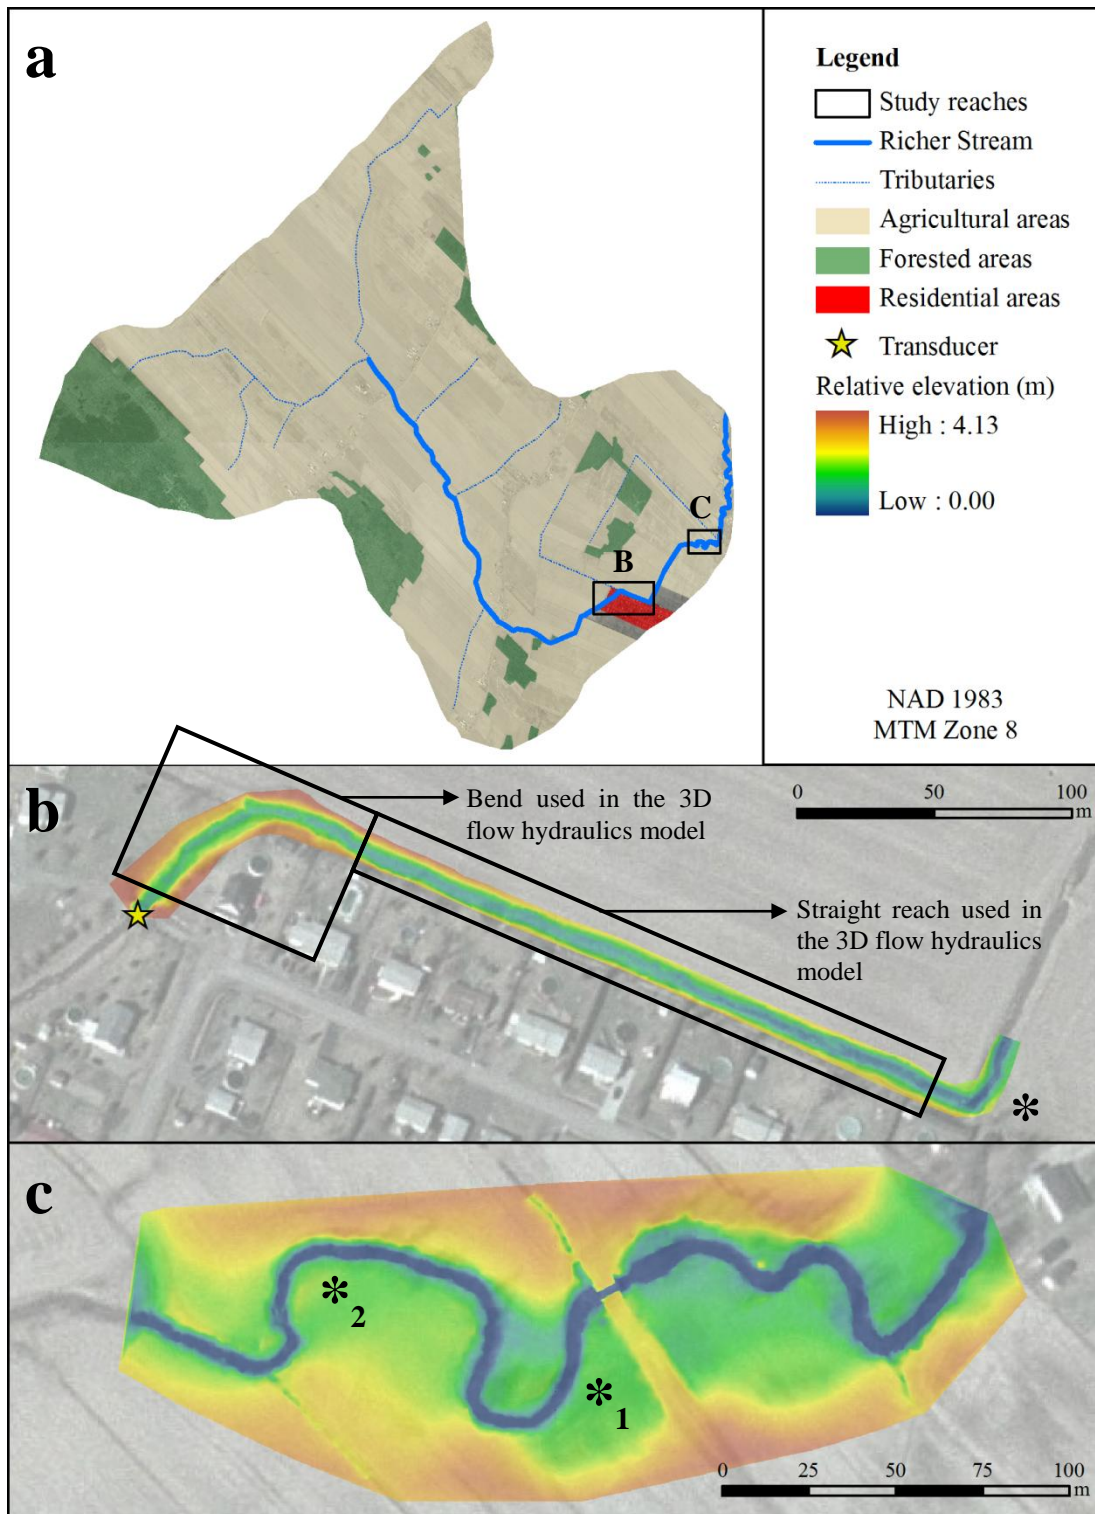 a
Legend
Study reaches
Richer Stream
Tributaries
Agricultural areas
Forested areas
Residential areas
Transducer
Relative elevation (m)
High : 4.13
Low : 0.00
C
B
NAD 1983
MTM Zone 8
b
Bend used in the 3D
flow hydraulics model
0 50 100
m
Straight reach used in
the 3D flow hydraulics
model
*
c
*2
*1
0 25 50 75 100
m